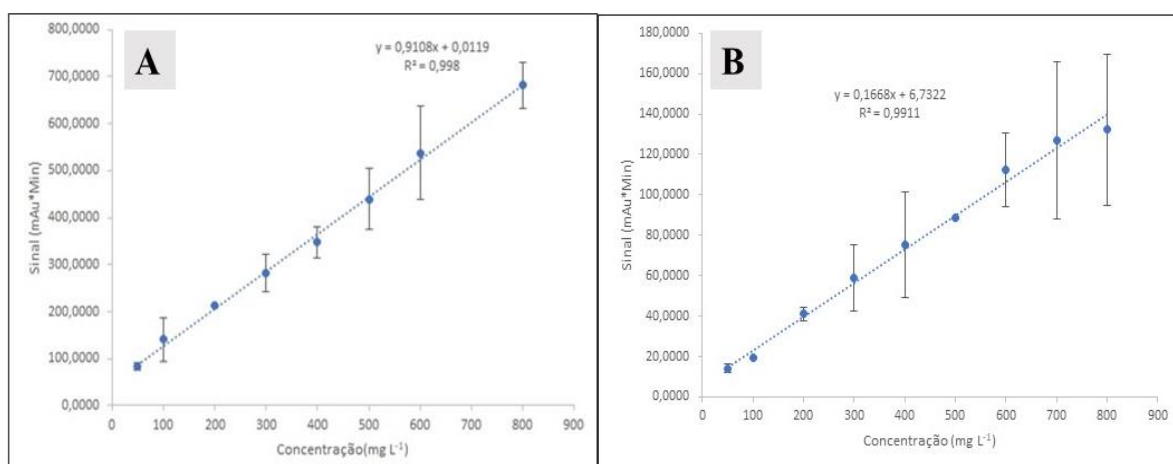 A
y = 0,9108x + 0,0119
R² = 0,998
800,0000
700,0000
600,0000
500,0000
400,0000
300,0000
200,0000
100,0000
0,0000
Sinal (mAu*Min)
0 100 200 300 400 500 600 700 800 900
Concentração(mg L⁻¹)
B
y = 0,1668x + 6,7322
R² = 0,9911
180,0000
160,0000
140,0000
120,0000
100,0000
80,0000
60,0000
40,0000
20,0000
0,0000
Sinal (mAu*Min)
0 100 200 300 400 500 600 700 800 900
Concentração (mg L⁻¹)